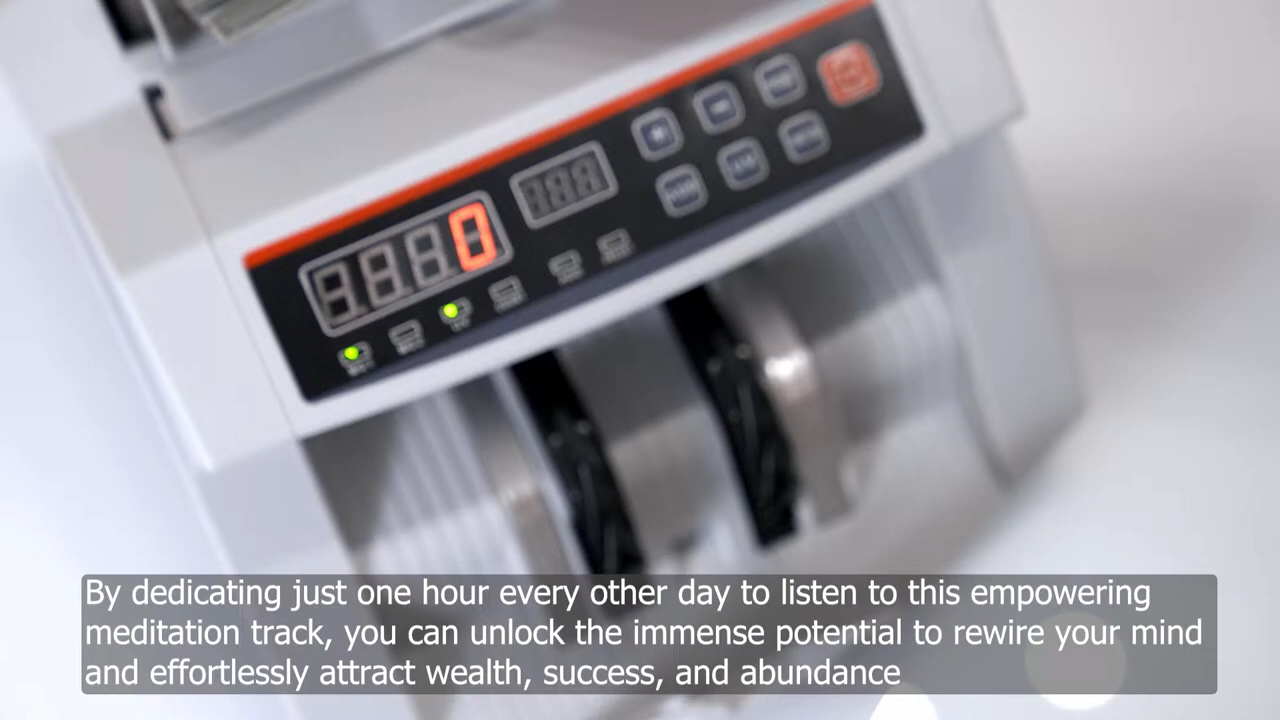 0
By dedicating just one hour every other day to listen to this empowering
meditation track, you can unlock the immense potential to rewire your mind
and effortlessly attract wealth, success, and abundance